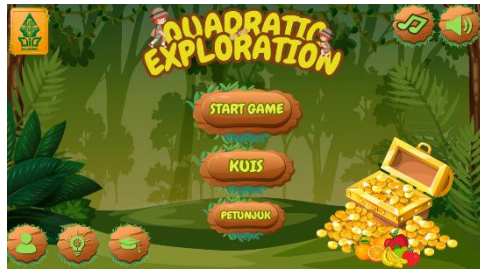 QUADRATIC
EXPLORATION
START GAME
KUIS
PETUNJUK